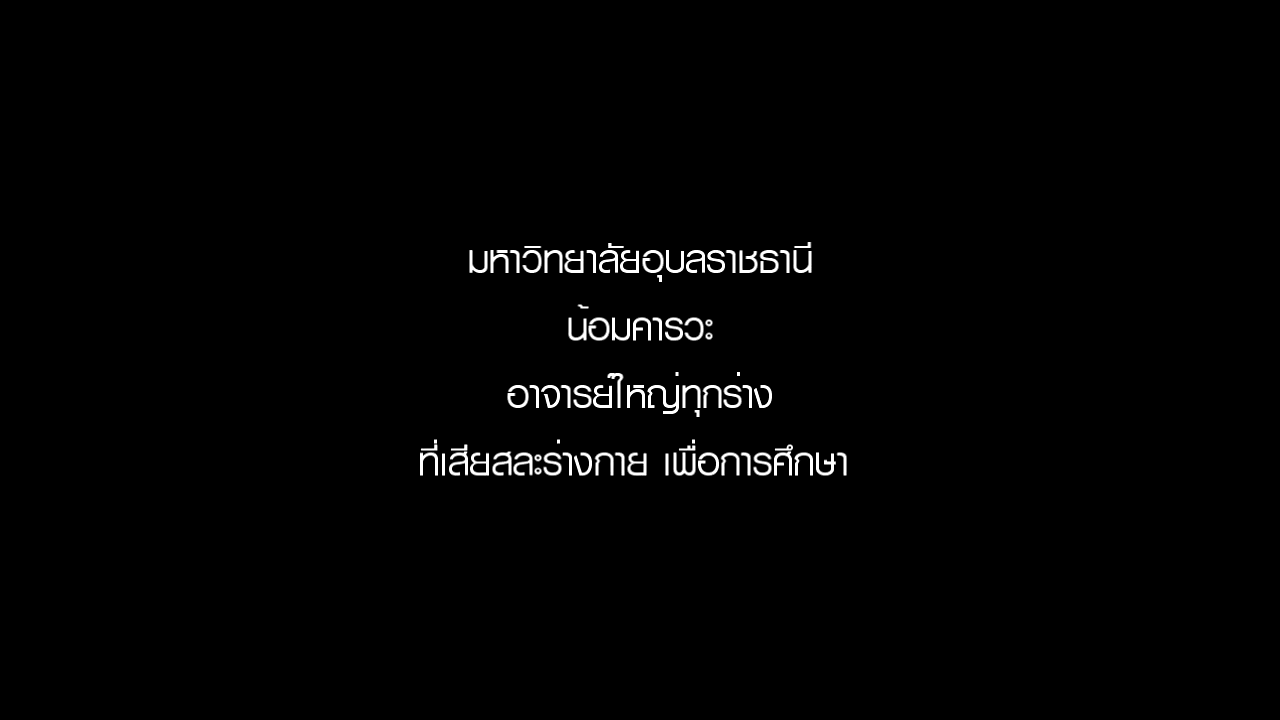 มหาวิทยาลัยอุบลราชธานี
น้อมคารวะ
อาจารย์ใหญ่ทุกร่าง
ที่เสียสละร่างกาย เพื่อการศึกษา